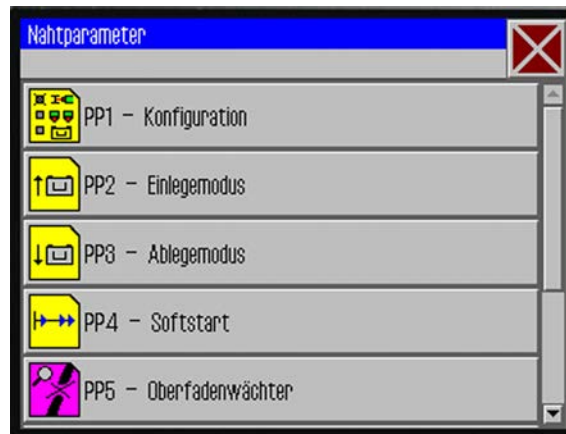 Nahtparameter
PP1 - Konfiguration
PP2 - Einlegemodus
PP3 - Ablegemodus
PP4 - Softstart
PP5 - Oberfadenwächter